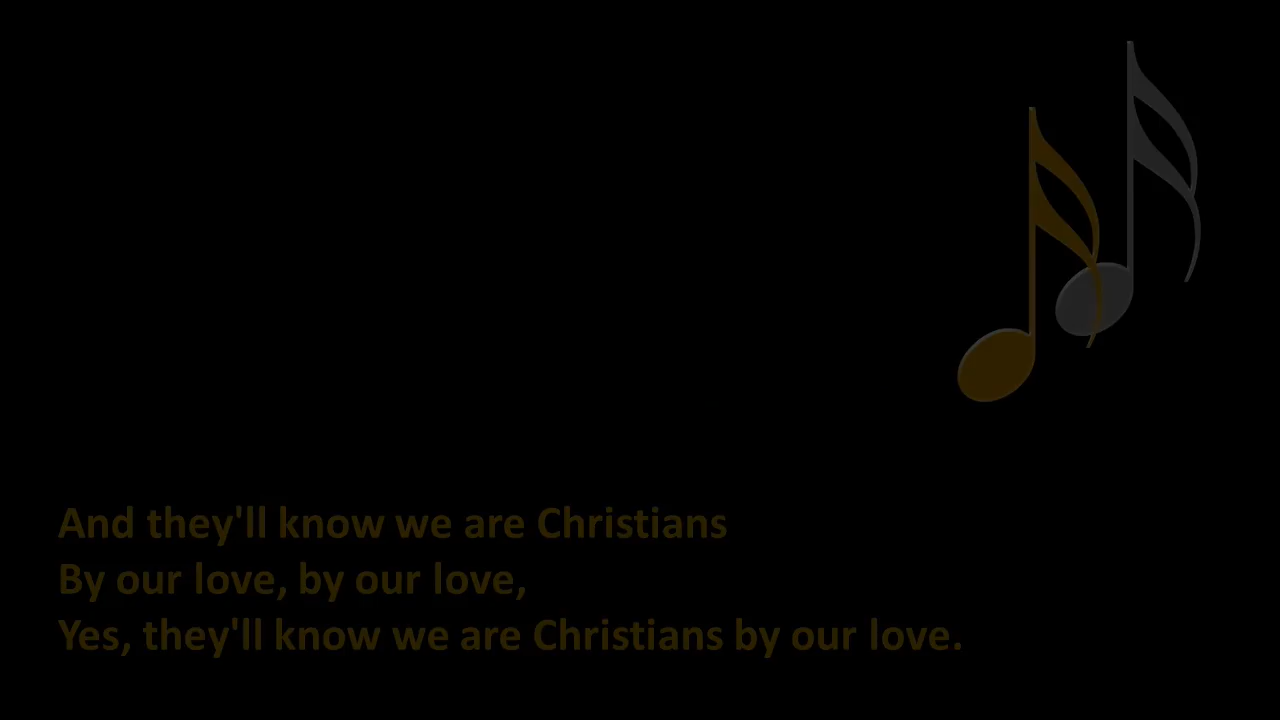 And they'll know we are Christians
By our love, by our love,
Yes, they'll know we are Christians by our love.